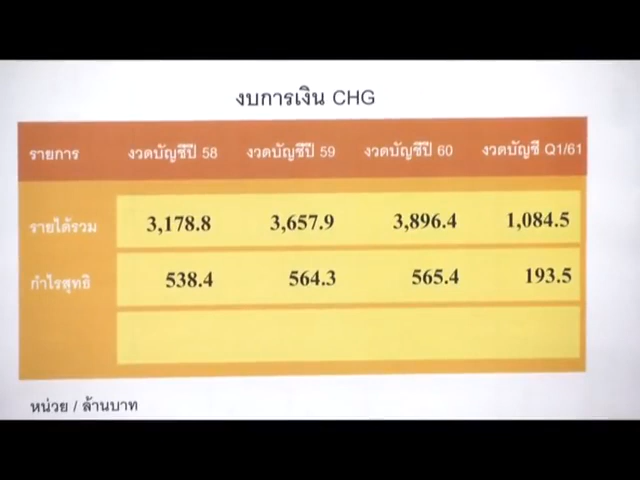 งบการเงิน CHG
รายการ งวดบัญชีปี 58 งวดบัญชีปี 59 งวดบัญชีปี 60 งวดบัญชี Q1/61
รายได้รวม 3,178.8 3,657.9 3,896.4 1,084.5
กำไรสุทธิ 538.4 564.3 565.4 193.5
หน่วย / ล้านบาท